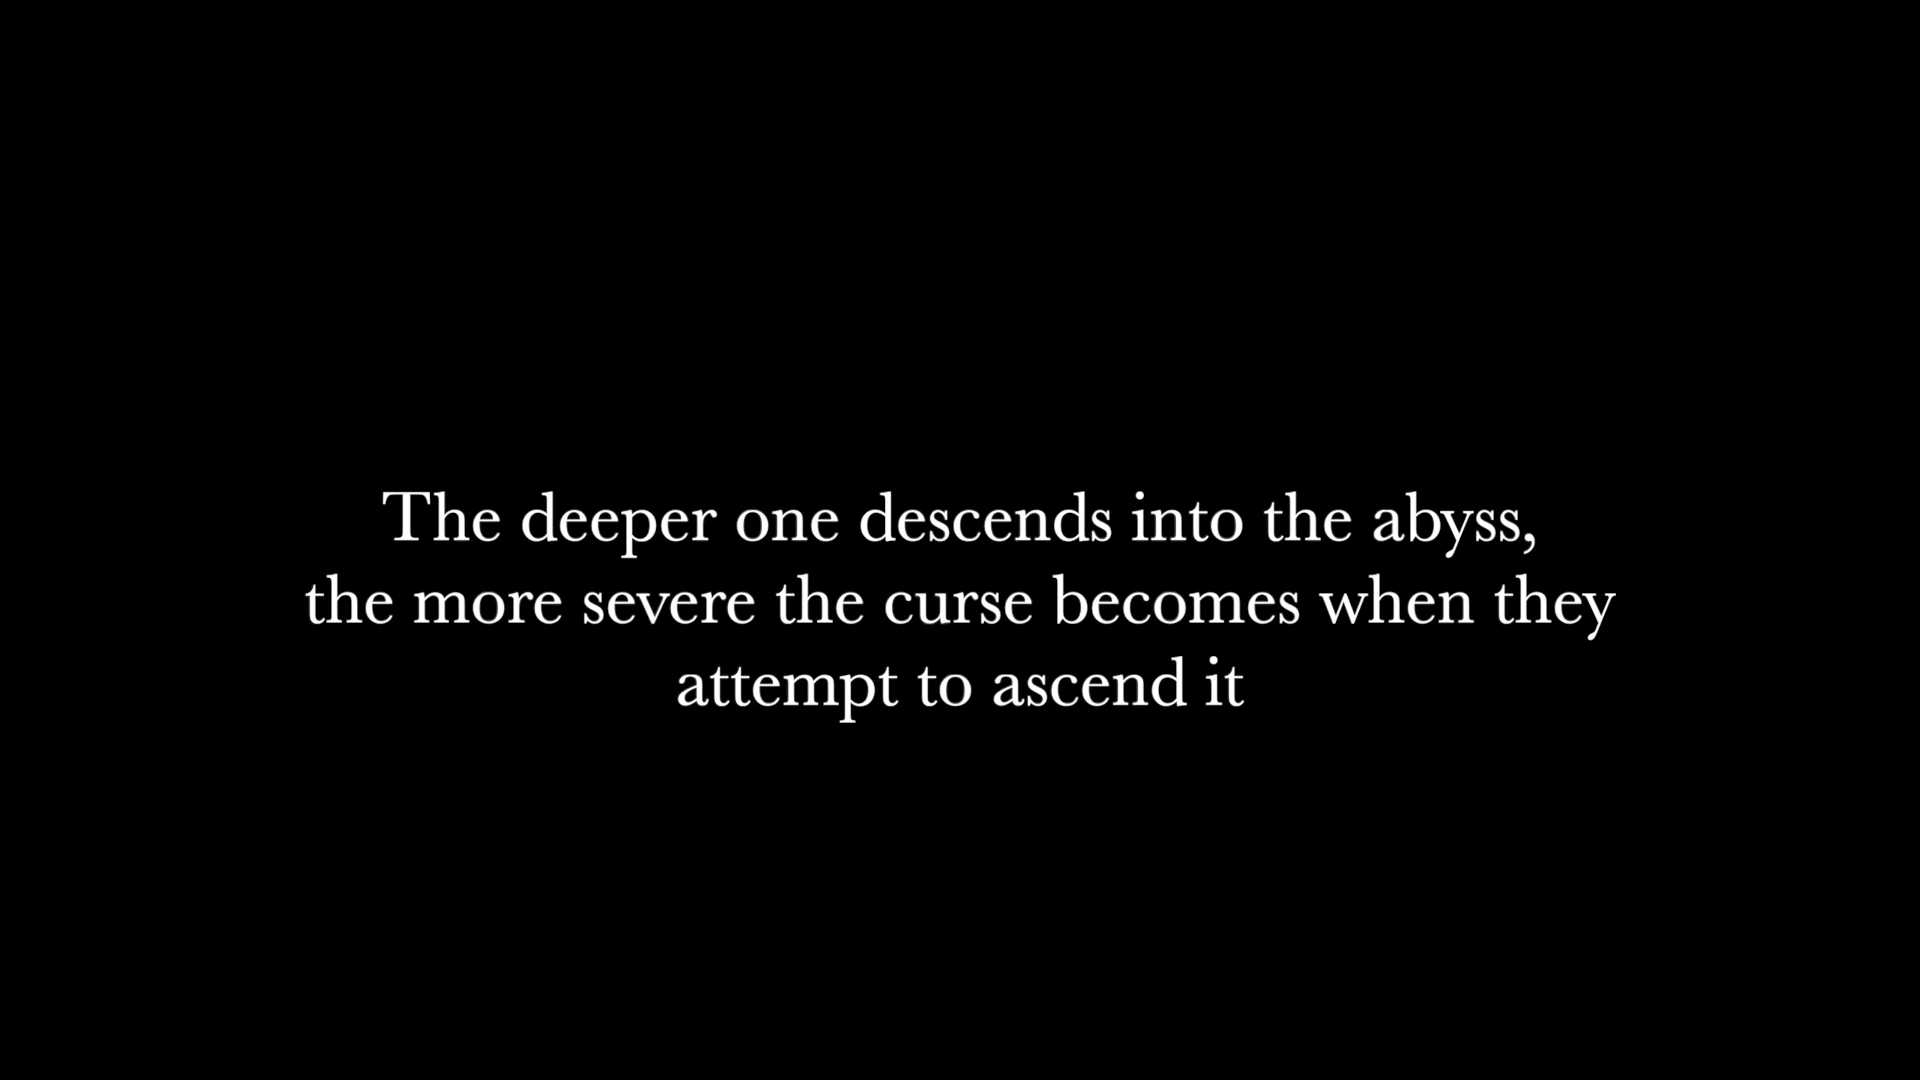 The deeper one descends into the abyss,
the more severe the curse becomes when they
attempt to ascend it